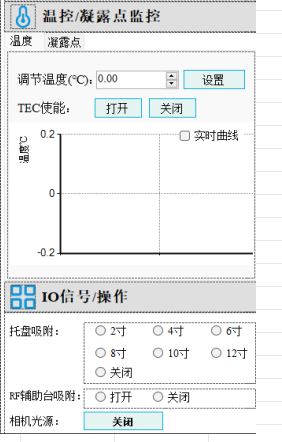 温控/凝露点监控
温度 凝露点
调节温度(℃): 0.00 设置
TEC使能: 打开 关闭
实时曲线
温度℃
0.2
0
-0.2
IO信号/操作
托盘吸附: 2寸 4寸 6寸
8寸 10寸 12寸
关闭
RF辅助台吸附: 打开 关闭
相机光源: 关闭